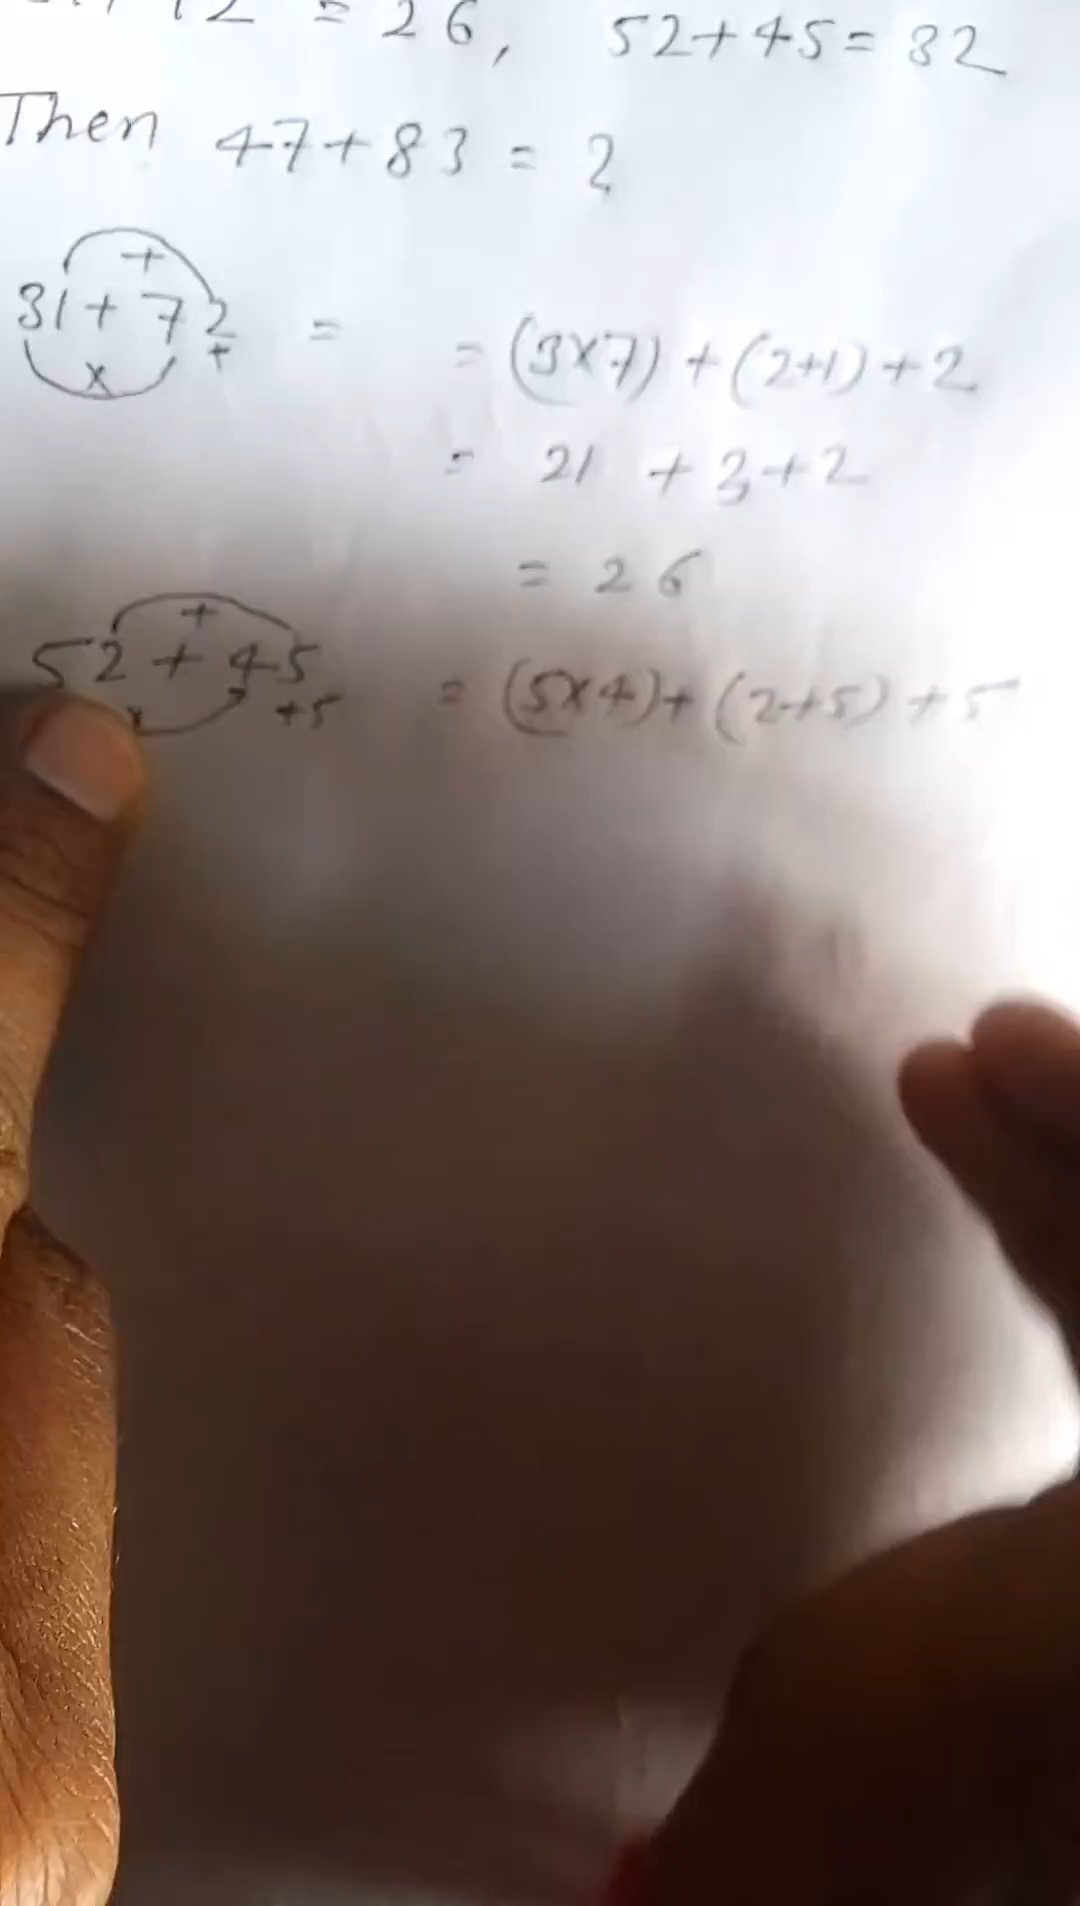 2 = 26, 52+45= 32
Then 47+83 = ?
+
31+72 = = (3x7)+(2+1)+2
x +
= 21 +3+2
= 26
+
52+45 = (5x4)+(2+5)+5
x +5